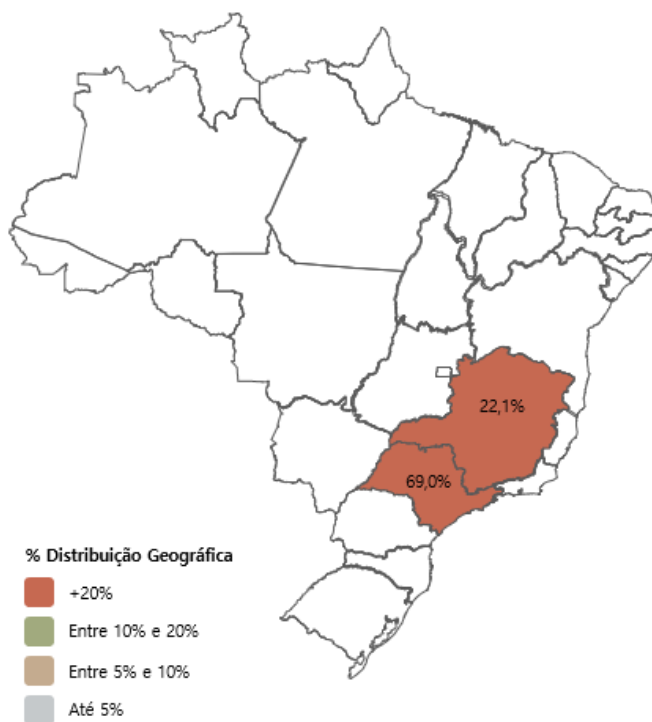 22,1%
69,0%
% Distribuição Geográfica
+20%
Entre 10% e 20%
Entre 5% e 10%
Até 5%